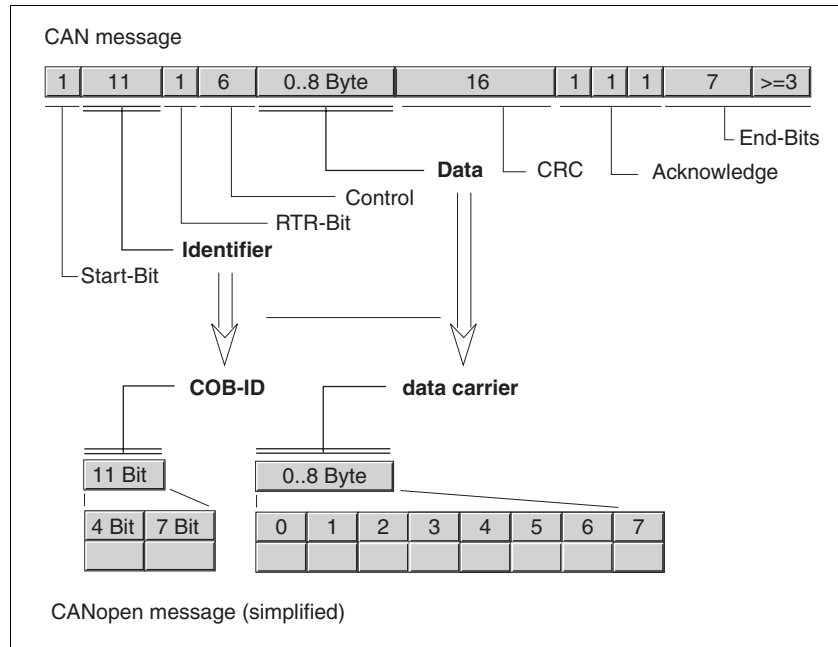 CAN message
1 11 1 6 0..8 Byte 16 1 1 1 7 >=3
End-Bits
Data CRC Acknowledge
Control
RTR-Bit
Identifier
Start-Bit
COB-ID data carrier
11 Bit 0..8 Byte
4 Bit 7 Bit 0 1 2 3 4 5 6 7
CANopen message (simplified)